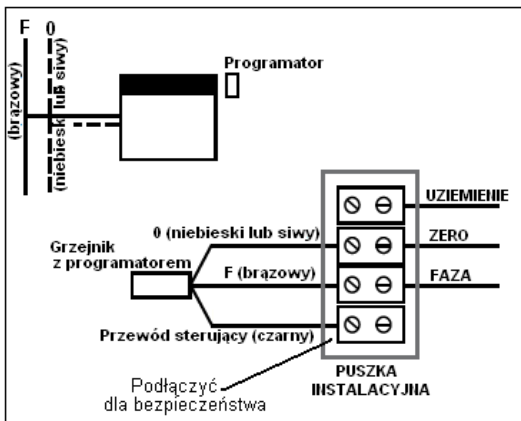 F 0
(brązowy)
(niebieski lub siwy)
Programator
UZIEMIENIE
0 (niebieski lub siwy)
ZERO
Grzejnik
z programatorem
F (brązowy)
FAZA
Przewód sterujący (czarny)
Podłączyć
dla bezpieczeństwa
PUSZKA
INSTALACYJNA